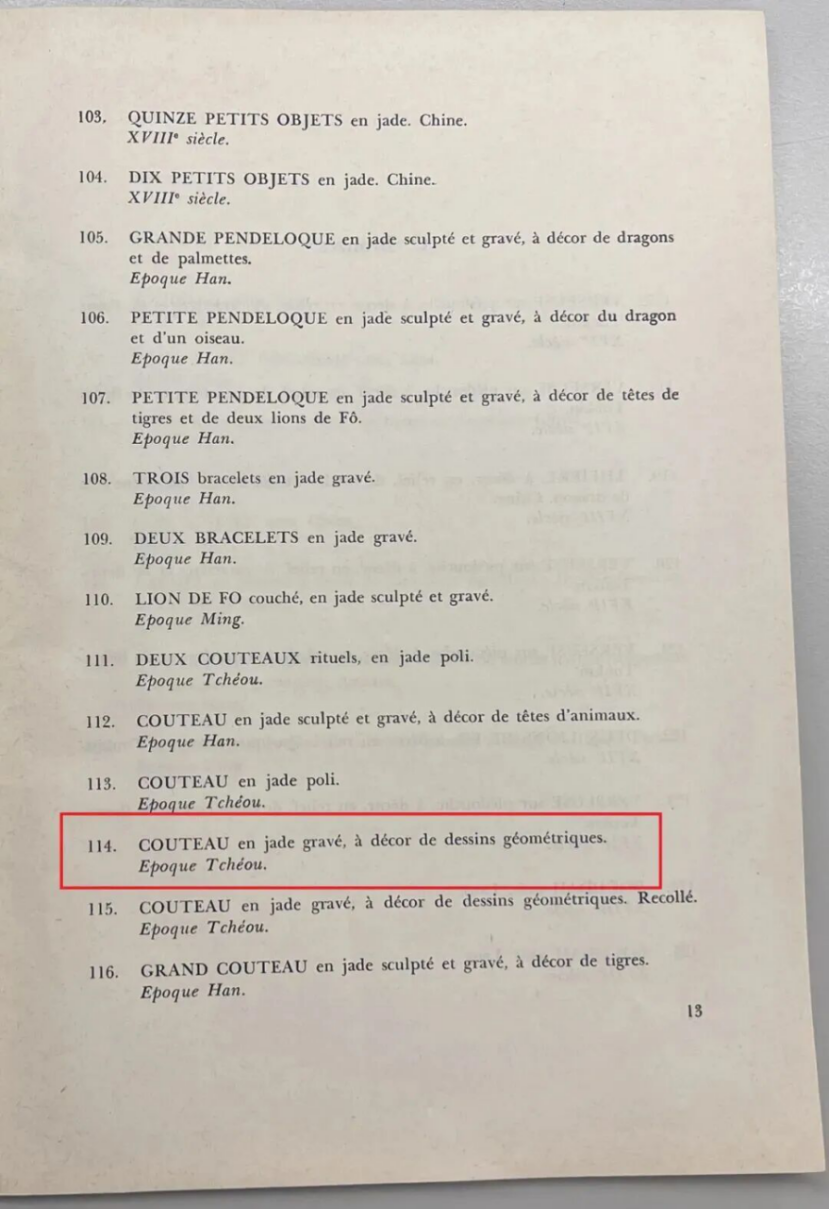 103. QUINZE PETITS OBJETS en jade. Chine.
XVIIIᵉ siècle.
104. DIX PETITS OBJETS en jade. Chine.
XVIIIᵉ siècle.
105. GRANDE PENDELOQUE en jade sculpté et gravé, à décor de dragons
et de palmettes.
Epoque Han.
106. PETITE PENDELOQUE en jade sculpté et gravé, à décor du dragon
et d'un oiseau.
Epoque Han.
107. PETITE PENDELOQUE en jade sculpté et gravé, à décor de têtes de
tigres et de deux lions de Fô.
Epoque Han.
108. TROIS bracelets en jade gravé.
Epoque Han.
109. DEUX BRACELETS en jade gravé.
Epoque Han.
110. LION DE FO couché, en jade sculpté et gravé.
Epoque Ming.
111. DEUX COUTEAUX rituels, en jade poli.
Epoque Tchéou.
112. COUTEAU en jade sculpté et gravé, à décor de têtes d'animaux.
Epoque Han.
113. COUTEAU en jade poli.
Epoque Tchéou.
114. COUTEAU en jade gravé, à décor de dessins géométriques.
Epoque Tchéou.
115. COUTEAU en jade gravé, à décor de dessins géométriques. Recollé.
Epoque Tchéou.
116. GRAND COUTEAU en jade sculpté et gravé, à décor de tigres.
Epoque Han.
13